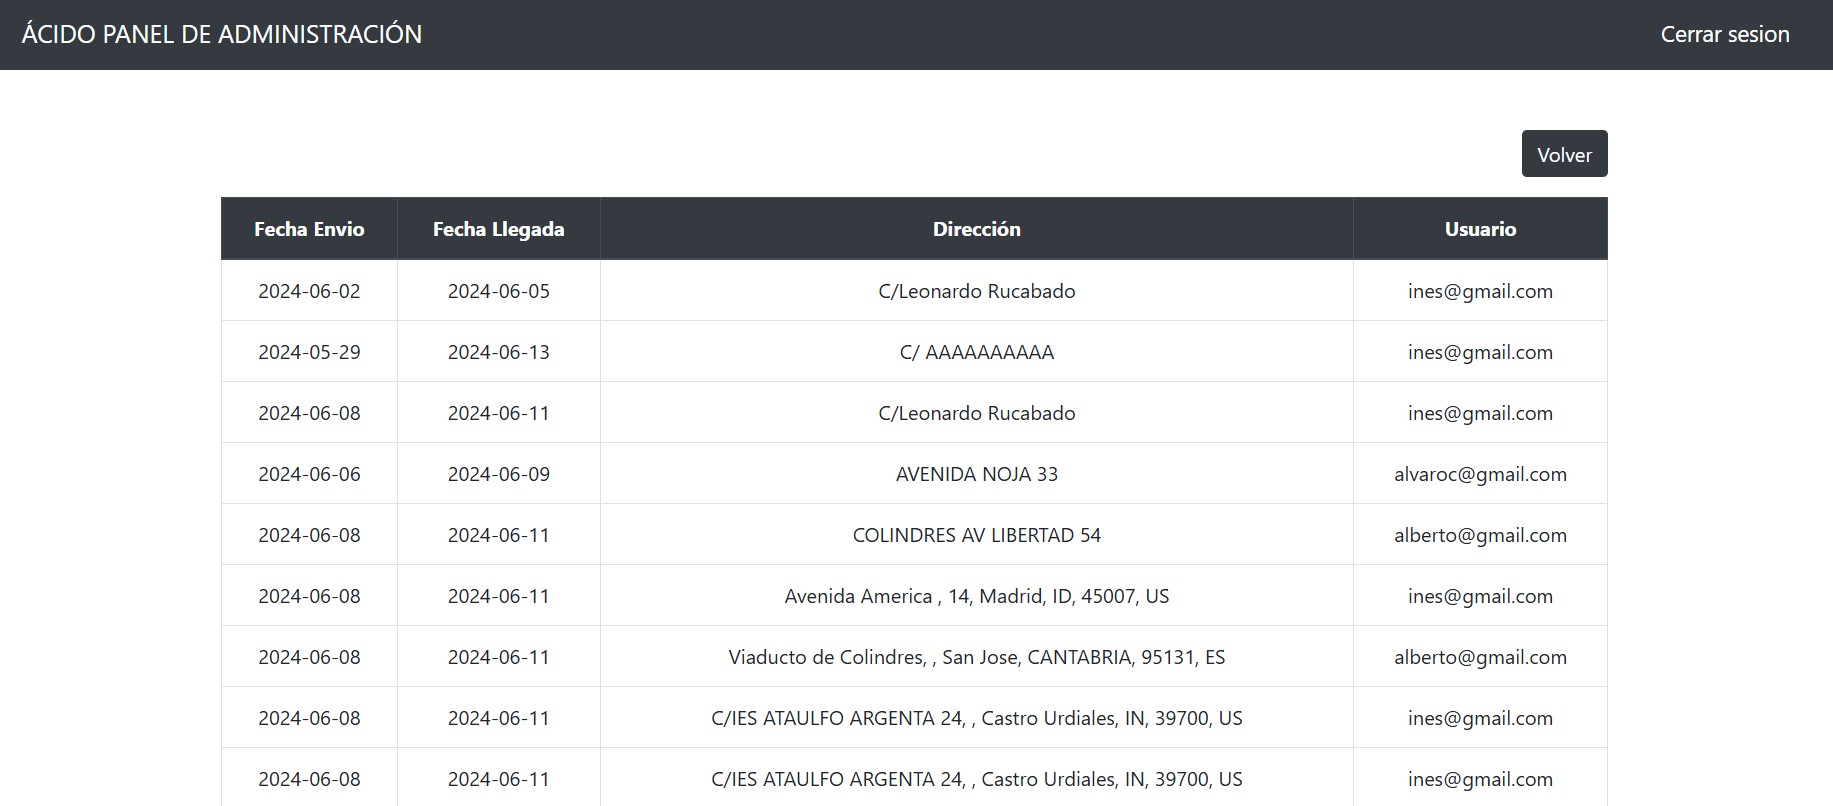 ÁCIDO PANEL DE ADMINISTRACIÓN Cerrar sesion
Volver
Fecha Envio Fecha Llegada Dirección Usuario
2024-06-02 2024-06-05 C/Leonardo Rucabado ines@gmail.com
2024-05-29 2024-06-13 C/ AAAAAAAAAA ines@gmail.com
2024-06-08 2024-06-11 C/Leonardo Rucabado ines@gmail.com
2024-06-06 2024-06-09 AVENIDA NOJA 33 alvaroc@gmail.com
2024-06-08 2024-06-11 COLINDRES AV LIBERTAD 54 alberto@gmail.com
2024-06-08 2024-06-11 Avenida America , 14, Madrid, ID, 45007, US ines@gmail.com
2024-06-08 2024-06-11 Viaducto de Colindres, , San Jose, CANTABRIA, 95131, ES alberto@gmail.com
2024-06-08 2024-06-11 C/IES ATAULFO ARGENTA 24, , Castro Urdiales, IN, 39700, US ines@gmail.com
2024-06-08 2024-06-11 C/IES ATAULFO ARGENTA 24, , Castro Urdiales, IN, 39700, US ines@gmail.com